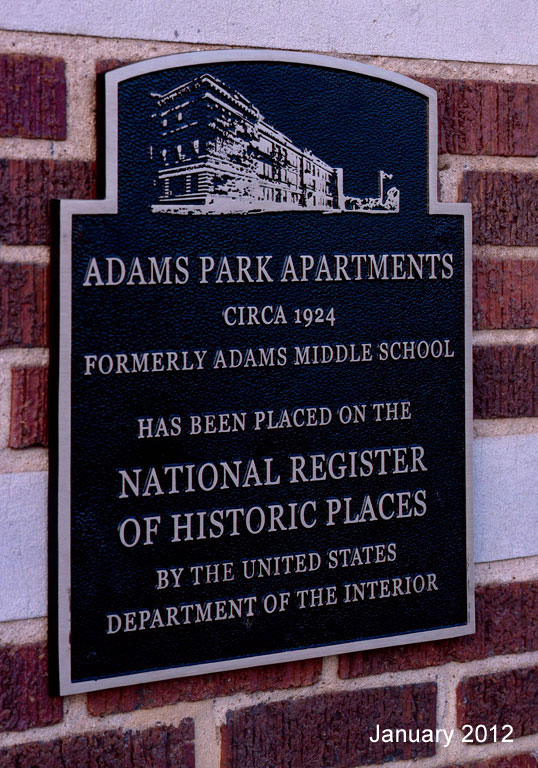 ADAMS PARK APARTMENTS
CIRCA 1924
FORMERLY ADAMS MIDDLE SCHOOL
HAS BEEN PLACED ON THE
NATIONAL REGISTER
OF HISTORIC PLACES
BY THE UNITED STATES
DEPARTMENT OF THE INTERIOR
January 2012